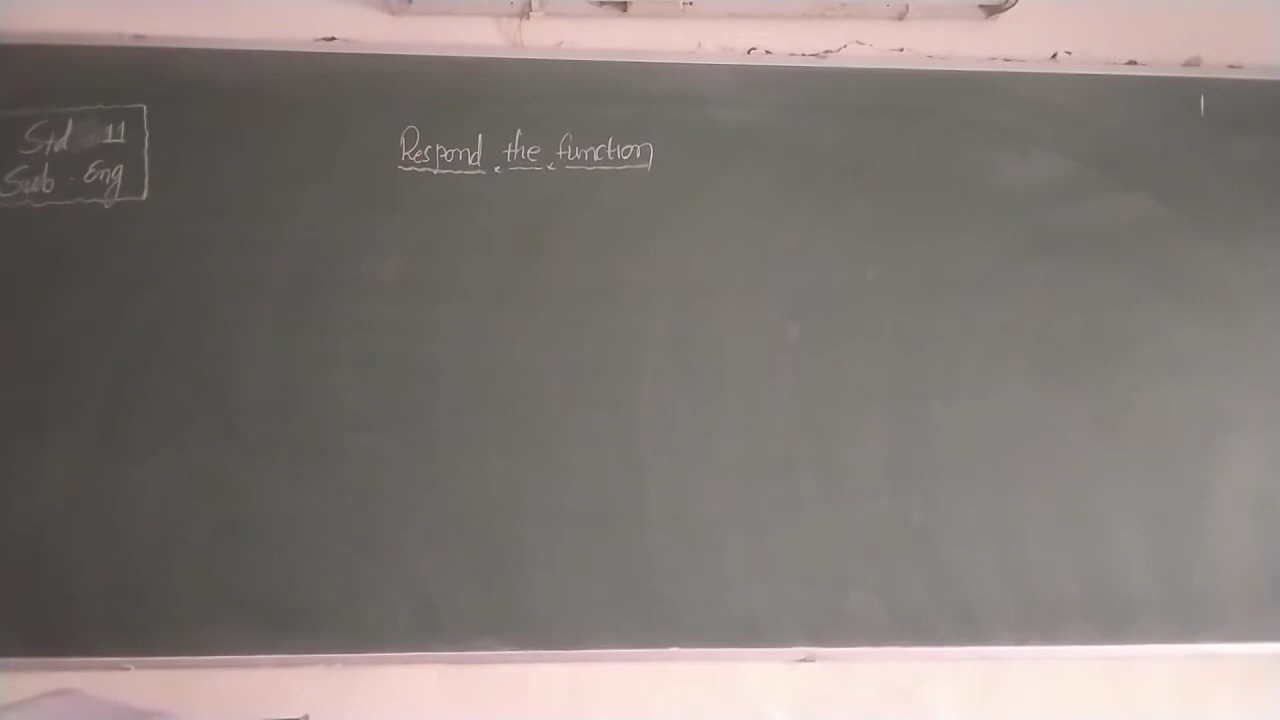 Std 11
Sub. Eng
Respond the function